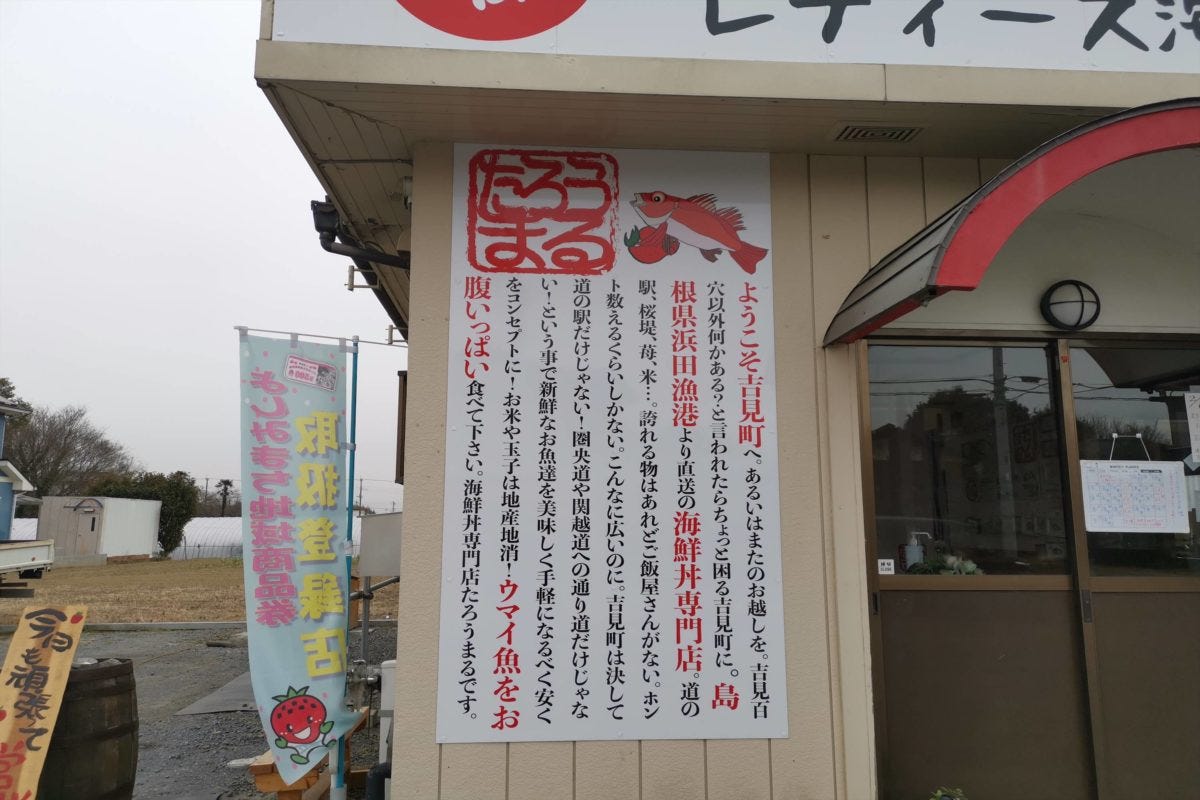 レディース
たろう
まる
ようこそ吉見町へ。あるいはまたのお越しを。吉見百
穴以外何かある?と言われたらちょっと困る吉見町に。島
根県浜田漁港より直送の海鮮丼専門店。道の
駅、桜堤、苺、米…。誇れる物はあれどご飯屋さんがない。ホン
ト数えるくらいしかない。こんなに広いのに。吉見町は決して
道の駅だけじゃない!圏央道や関越道への通り道だけじゃな
い!という事で新鮮なお魚達を美味しく手軽になるべく安く
をコンセプトに!お米や玉子は地産地消!ウマイ魚をお
腹いっぱい食べて下さい。海鮮丼専門店たろうまるです。
よしみまち地域商品券
取扱登録店
今日も頑張って